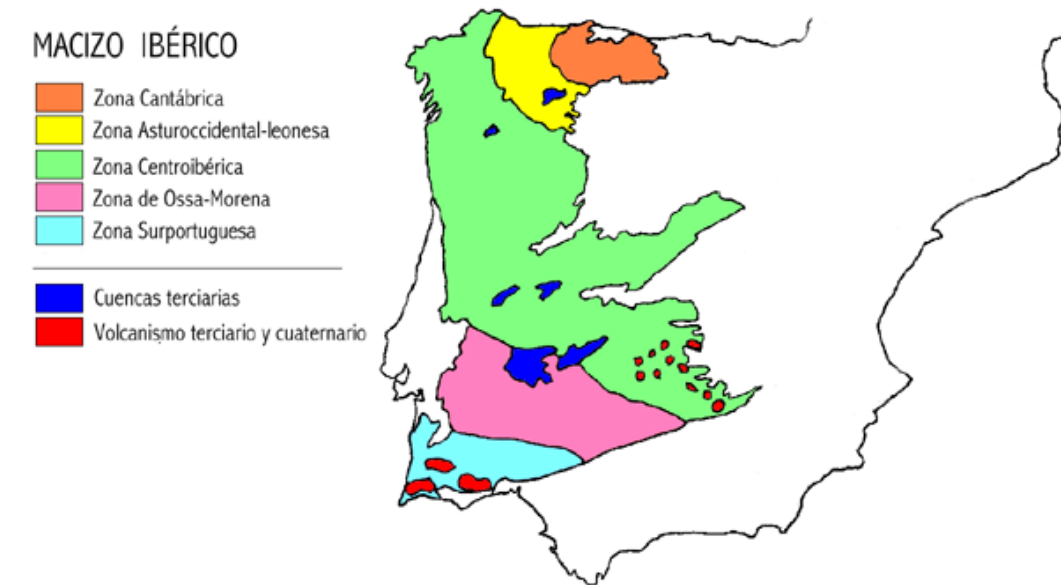 MACIZO IBÉRICO
Zona Cantábrica
Zona Asturoccidental-leonesa
Zona Centroibérica
Zona de Ossa-Morena
Zona Surportuguesa
Cuencas terciarias
Volcanismo terciario y cuaternario